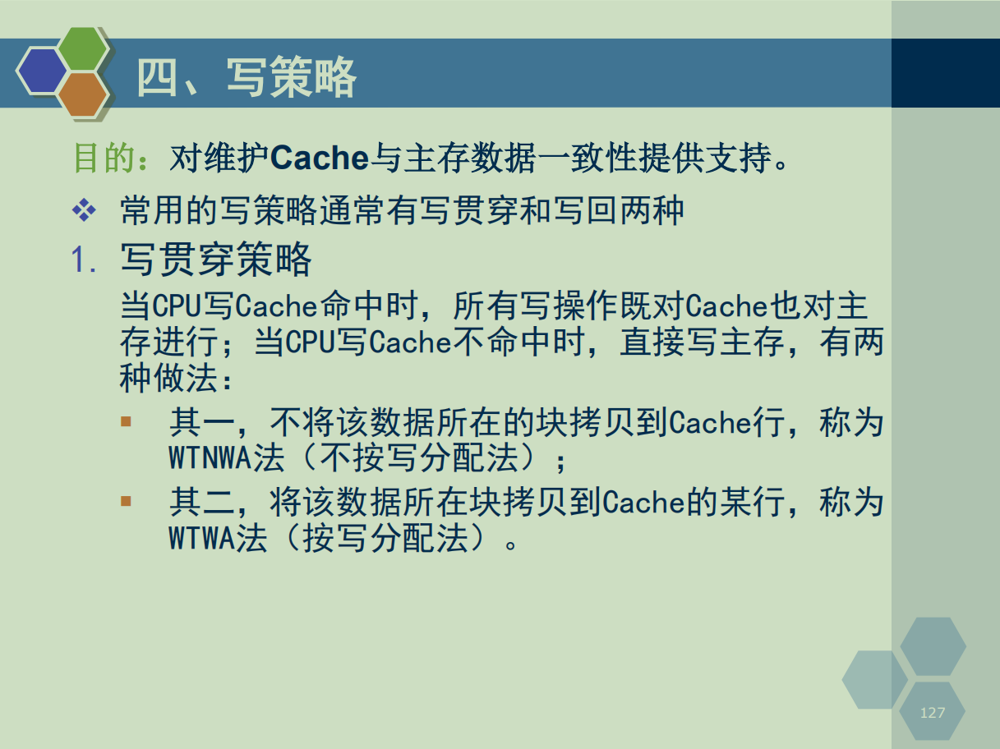 四、写策略
目的：对维护Cache与主存数据一致性提供支持。
常用的写策略通常有写贯穿和写回两种
1. 写贯穿策略
当CPU写Cache命中时，所有写操作既对Cache也对主
存进行；当CPU写Cache不命中时，直接写主存，有两
种做法：
其一，不将该数据所在的块拷贝到Cache行，称为
WTNWA法（不按写分配法）；
其二，将该数据所在块拷贝到Cache的某行，称为
WTWA法（按写分配法）。
127